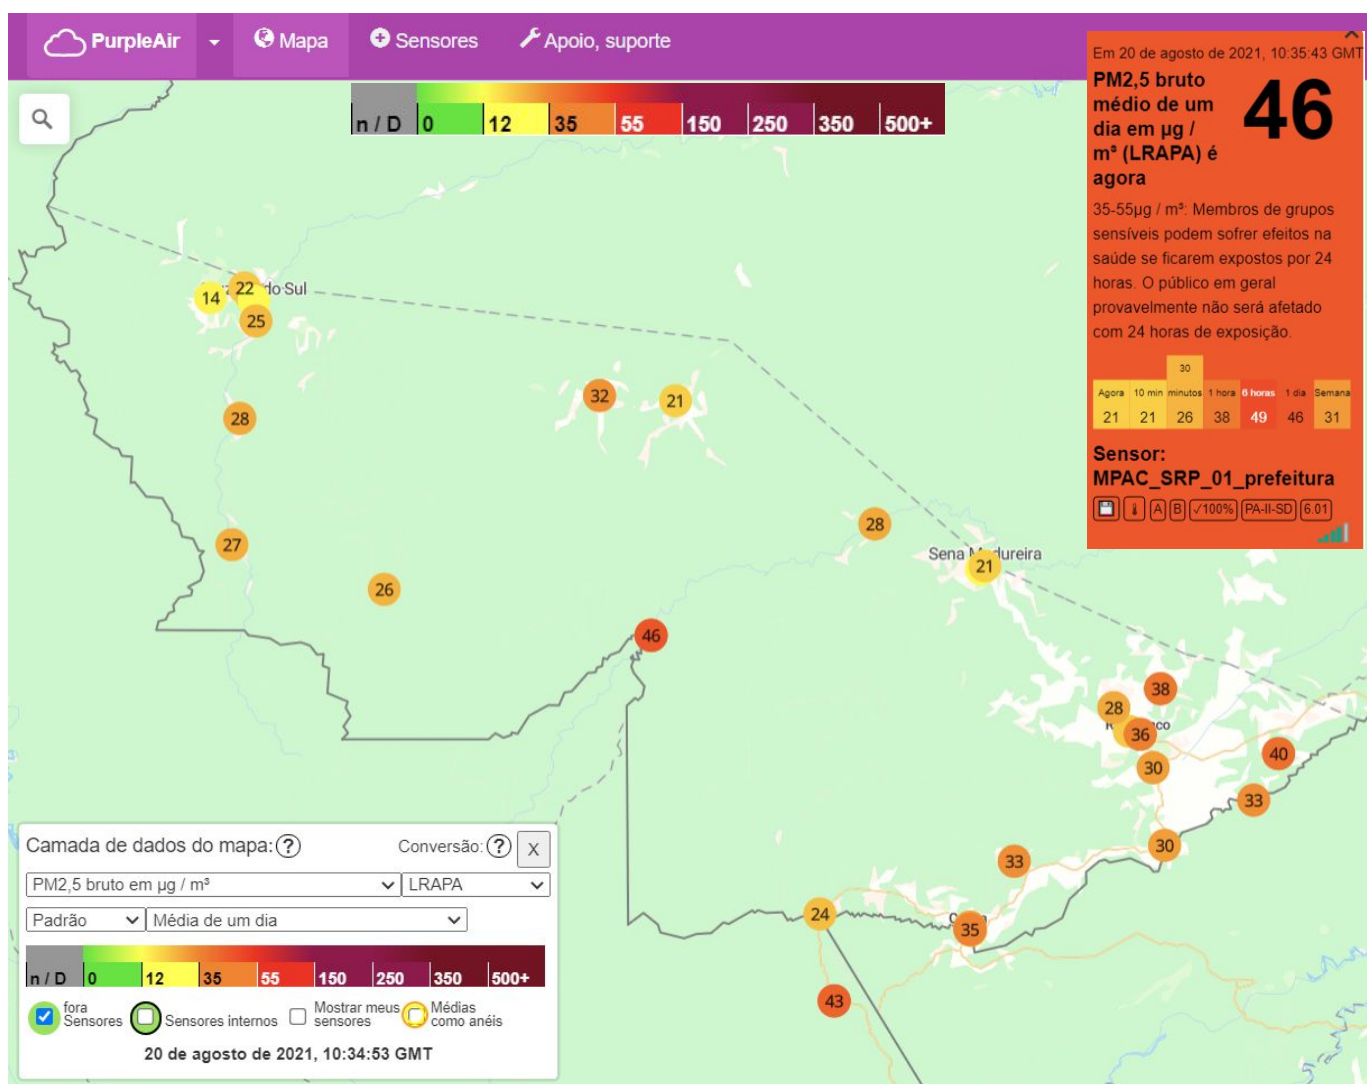 PurpleAir
Mapa
Sensores
Apoio, suporte
n / D 0 12 35 55 150 250 350 500+
Em 20 de agosto de 2021, 10:35:43 GMT
PM2,5 bruto
médio de um
dia em µg /
m³ (LRAPA) é
agora
46
35-55µg / m³: Membros de grupos
sensíveis podem sofrer efeitos na
saúde se ficarem expostos por 24
horas. O público em geral
provavelmente não será afetado
com 24 horas de exposição.
30
Agora 10 min minutos 1 hora 6 horas 1 dia Semana
21 21 26 38 49 46 31
Sensor:
MPAC_SRP_01_prefeitura
A B √100% PA-II-SD 6.01
14
22
do Sul
25
32
21
28
28
Sena Madureira
21
27
26
46
38
28
36
40
30
33
30
33
24
35
43
Camada de dados do mapa: ?
Conversão: ? X
PM2,5 bruto em µg / m³
LRAPA
Padrão
Média de um dia
n / D 0 12 35 55 150 250 350 500+
fora
Sensores
Sensores internos
Mostrar meus
sensores
Médias
como anéis
20 de agosto de 2021, 10:34:53 GMT